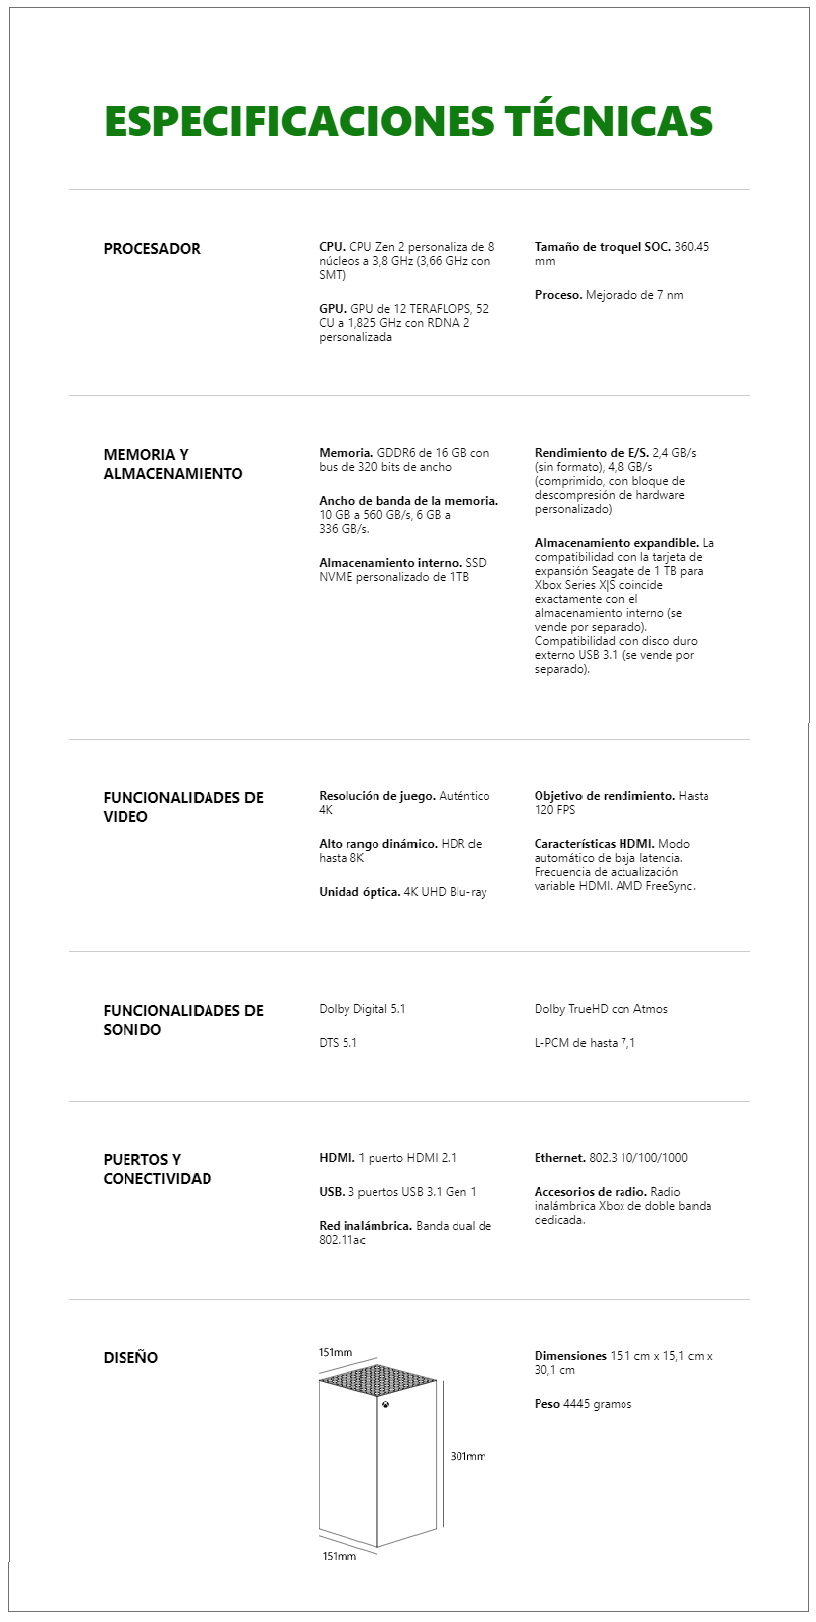 ESPECIFICACIONES TÉCNICAS
PROCESADOR
CPU. CPU Zen 2 personaliza de 8
núcleos a 3,8 GHz (3,66 GHz con
SMT)
GPU. GPU de 12 TERAFLOPS, 52
CU a 1,825 GHz con RDNA 2
personalizada
Tamaño de troquel SOC. 360.45
mm
Proceso. Mejorado de 7 nm
MEMORIA Y
ALMACENAMIENTO
Memoria. GDDR6 de 16 GB con
bus de 320 bits de ancho
Ancho de banda de la memoria.
10 GB a 560 GB/s, 6 GB a
336 GB/s.
Almacenamiento interno. SSD
NVME personalizado de 1TB
Rendimiento de E/S. 2,4 GB/s
(sin formato), 4,8 GB/s
(comprimido, con bloque de
descompresión de hardware
personalizado)
Almacenamiento expandible. La
compatibilidad con la tarjeta de
expansión Seagate de 1 TB para
Xbox Series X|S coincide
exactamente con el
almacenamiento interno (se
vende por separado).
Compatibilidad con disco duro
externo USB 3.1 (se vende por
separado).
FUNCIONALIDADES DE
VIDEO
Resolución de juego. Auténtico
4K
Alto rango dinámico. HDR de
hasta 8K
Unidad óptica. 4K UHD Blu-ray
Objetivo de rendimiento. Hasta
120 FPS
Características HDMI. Modo
automático de baja latencia.
Frecuencia de actualización
variable HDMI. AMD FreeSync.
FUNCIONALIDADES DE
SONIDO
Dolby Digital 5.1
DTS 5.1
Dolby TrueHD con Atmos
L-PCM de hasta 7,1
PUERTOS Y
CONECTIVIDAD
HDMI. 1 puerto HDMI 2.1
USB. 3 puertos USB 3.1 Gen 1
Red inalámbrica. Banda dual de
802.11ac
Ethernet. 802.3 10/100/1000
Accesorios de radio. Radio
inalámbrica Xbox de doble banda
dedicada.
DISEÑO
151mm
301mm
151mm
Dimensiones 151 cm x 15,1 cm x
30,1 cm
Peso 4445 gramos